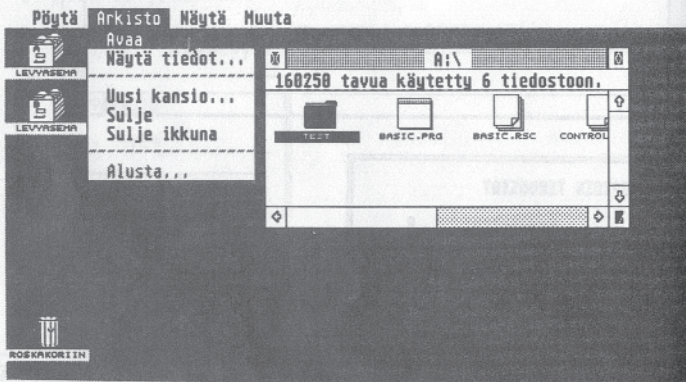 Pöytä Arkisto Näytä Muuta
Avaa
Näytä tiedot...
Uusi kansio...
Sulje
Sulje ikkuna
Alusta...
LEVYASEMA
LEVYASEMA
A:\
160250 tavua käytetty 6 tiedostoon.
TEST
BASIC.PRG
BASIC.RSC
CONTROL
ROSKAKORIIN